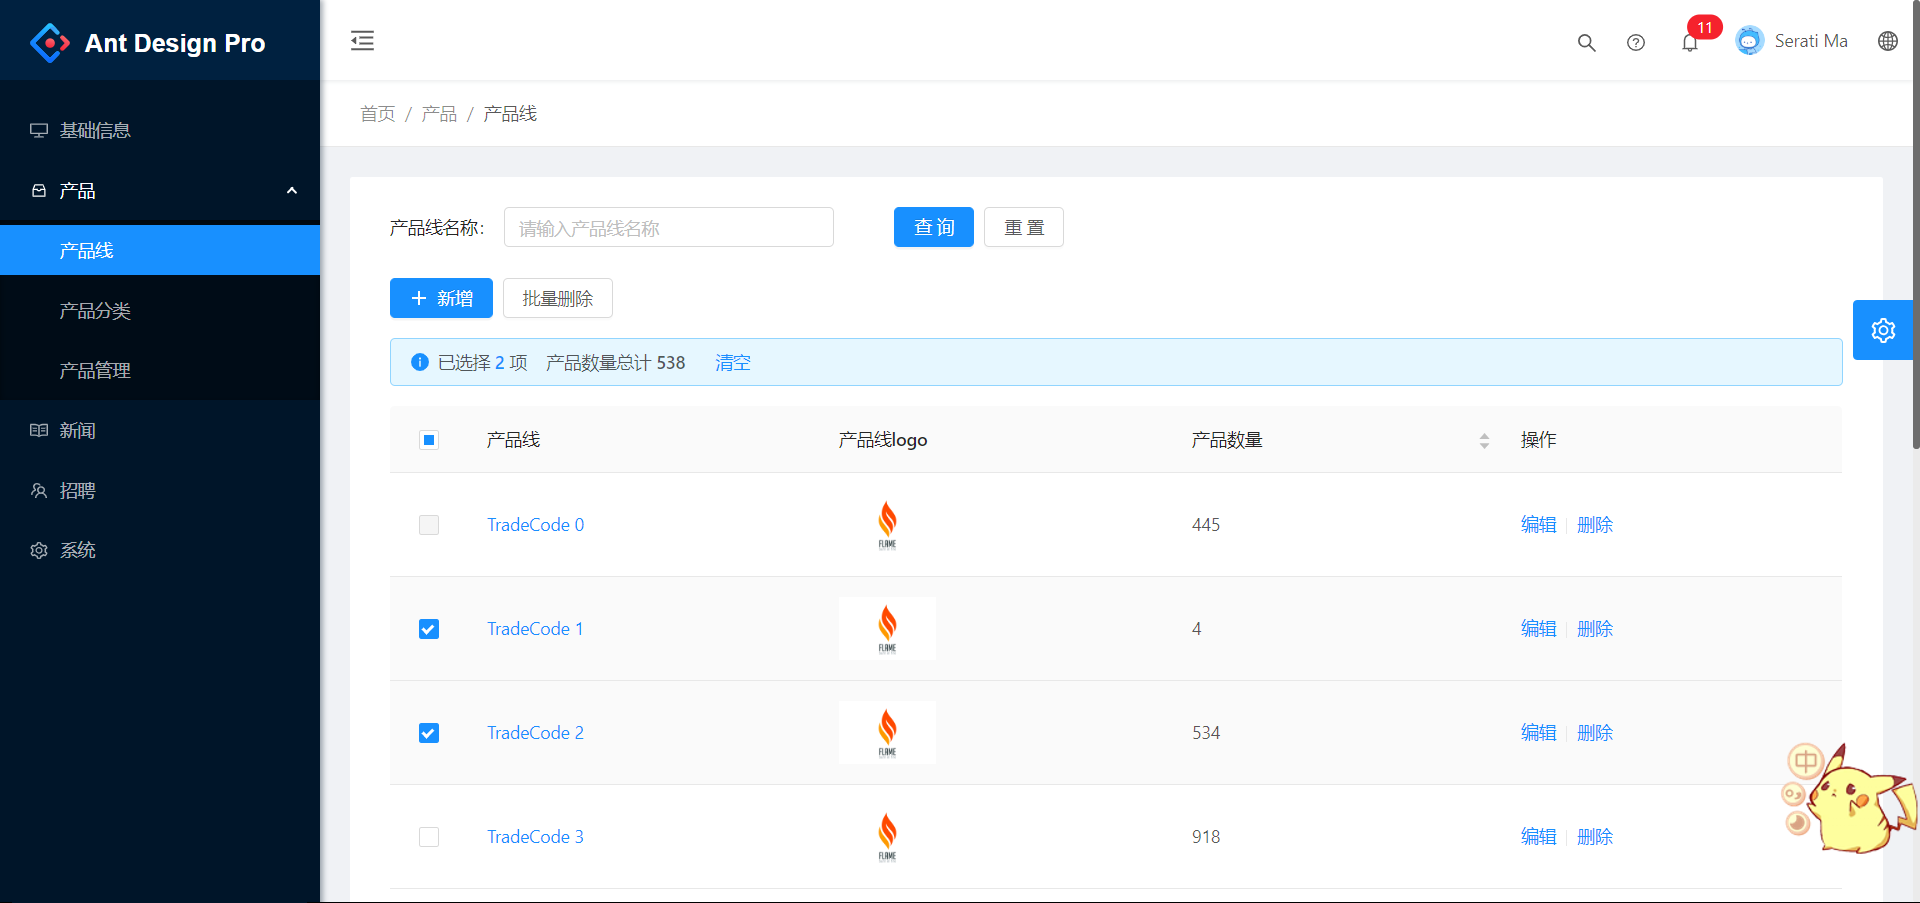 Ant Design Pro
11
Serati Ma
首页 / 产品 / 产品线
基础信息
产品
产品线
产品分类
产品管理
新闻
招聘
系统
产品线名称： 请输入产品线名称 查 询 重 置
新增 批量删除
已选择 2 项 产品数量总计 538 清空
产品线 产品线logo 产品数量 操作
TradeCode 0 FLAME 445 编辑 删除
TradeCode 1 FLAME 4 编辑 删除
TradeCode 2 FLAME 534 编辑 删除
中
TradeCode 3 FLAME 918 编辑 删除